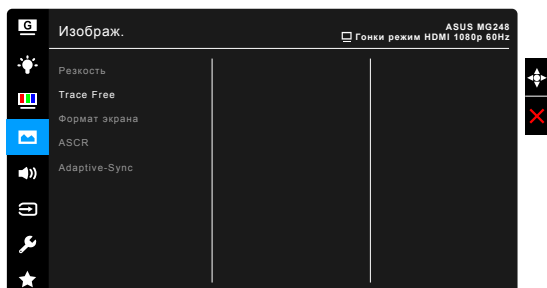 G
Изображ.
ASUS MG248
Гонки режим HDMI 1080p 60Hz
Резкость
Trace Free
Формат экрана
ASCR
Adaptive-Sync